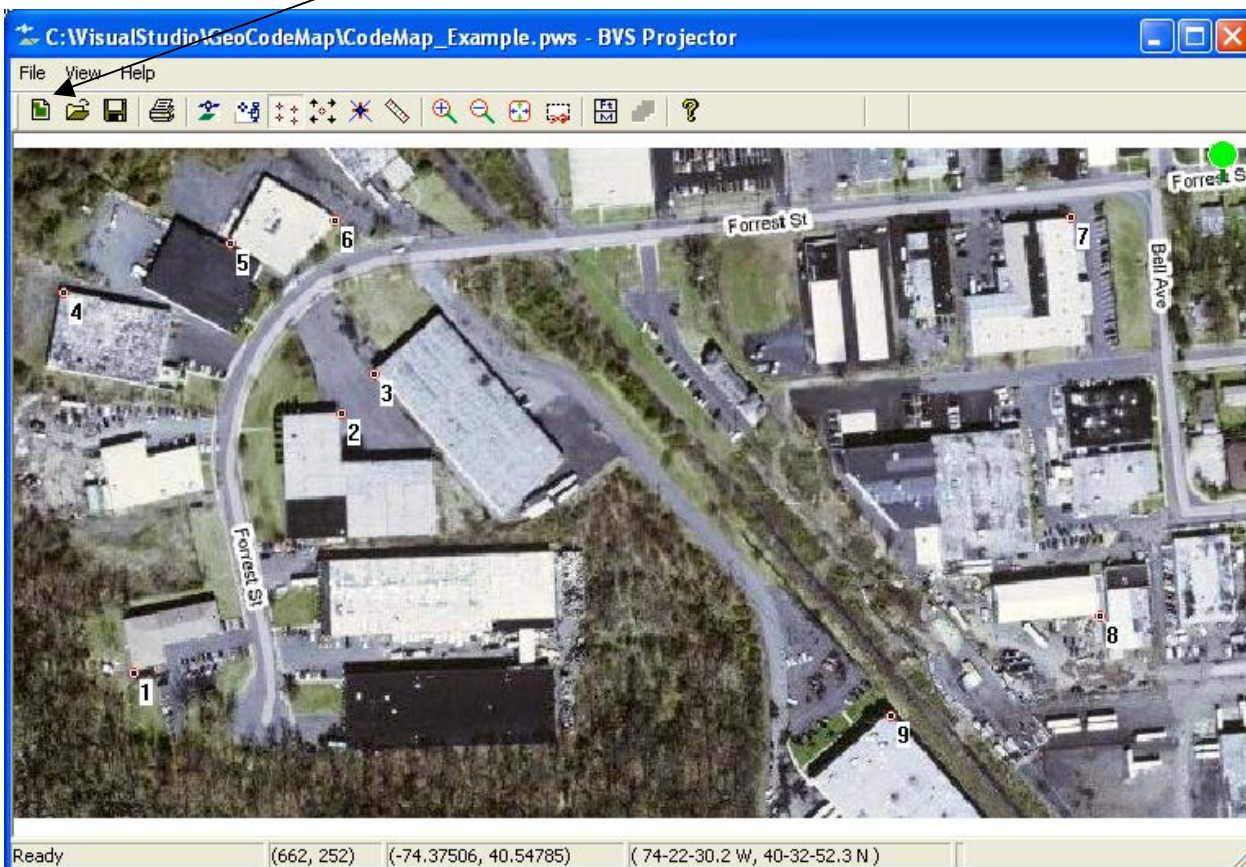 C:\VisualStudio\GeoCodeMap\CodeMap_Example.pws - BVS Projector
File View Help
Ft
M
Forrest St
Forrest St
Bell Ave
Forrest St
1
2
3
4
5
6
7
8
9
Ready (662, 252) (-74.37506, 40.54785) ( 74-22-30.2 W, 40-32-52.3 N )